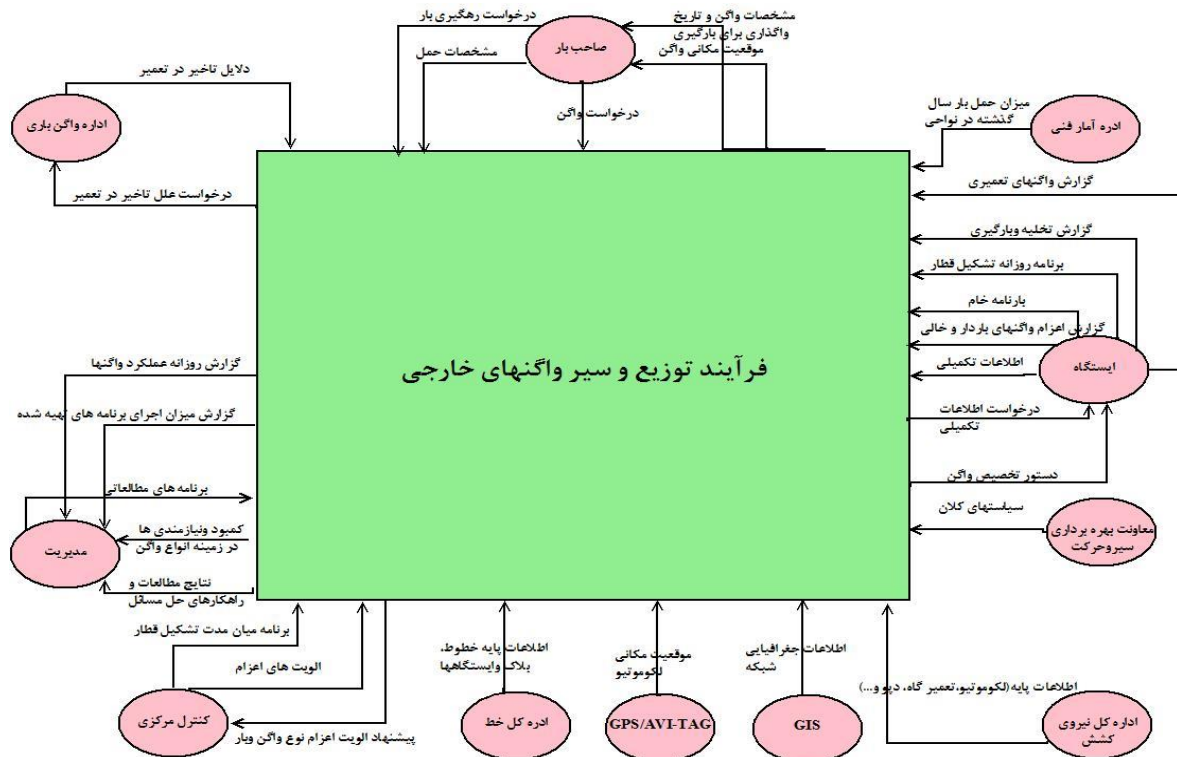 درخواست رهگیری بار
صاحب بار
مشخصات واگن و تاریخ
واگذاری برای بارگیری
موقعیت مکانی واگن
مشخصات حمل
درخواست واگن
دلایل تاخیر در تعمیر
اداره واگن باری
درخواست علل تاخیر در تعمیر
میزان حمل بار سال
گذشته در نواحی
ادره آمار فنی
گزارش واگنهای تعمیری
گزارش تخلیه وبارگیری
برنامه روزانه تشکیل قطار
بارنامه خام
گزارش اعزام واگنهای باردار و خالی
اطلاعات تکمیلی
ایستگاه
درخواست اطلاعات
تکمیلی
دستور تخصیص واگن
سیاستهای کلان
معاونت بهره برداری
سیروحرکت
فرآیند توزیع و سیر واگنهای خارجی
گزارش روزانه عملکرد واگنها
گزارش میزان اجرای برنامه های تهیه شده
برنامه های مطالعاتی
کمبود ونیازمندی ها
در زمینه انواع واگن
مدیریت
نتایج مطالعات و
راهکارهای حل مسائل
برنامه میان مدت تشکیل قطار
الویت های اعزام
کنترل مرکزی
پیشنهاد الویت اعزام نوع واگن وبار
اطلاعات پایه خطوط،
بلاک وایستگاهها
ادره کل خط
موقعیت مکانی
لکوموتیو
GPS/AVI-TAG
اطلاعات جغرافیایی
شبکه
GIS
اطلاعات پایه(لکوموتیو،تعمیر گاه، دپو و...)
اداره کل نیروی
کشش